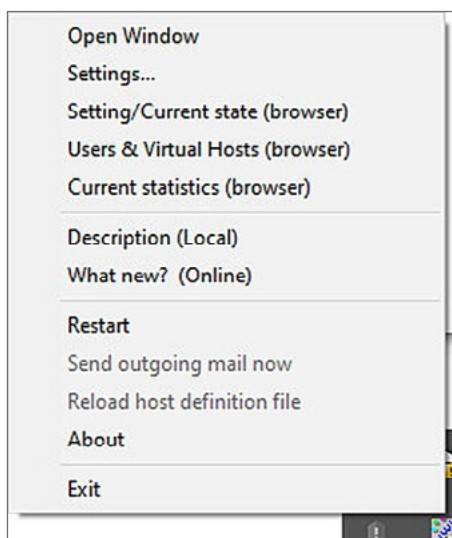 Open Window
Settings...
Setting/Current state (browser)
Users & Virtual Hosts (browser)
Current statistics (browser)
Description (Local)
What new?  (Online)
Restart
Send outgoing mail now
Reload host definition file
About
Exit